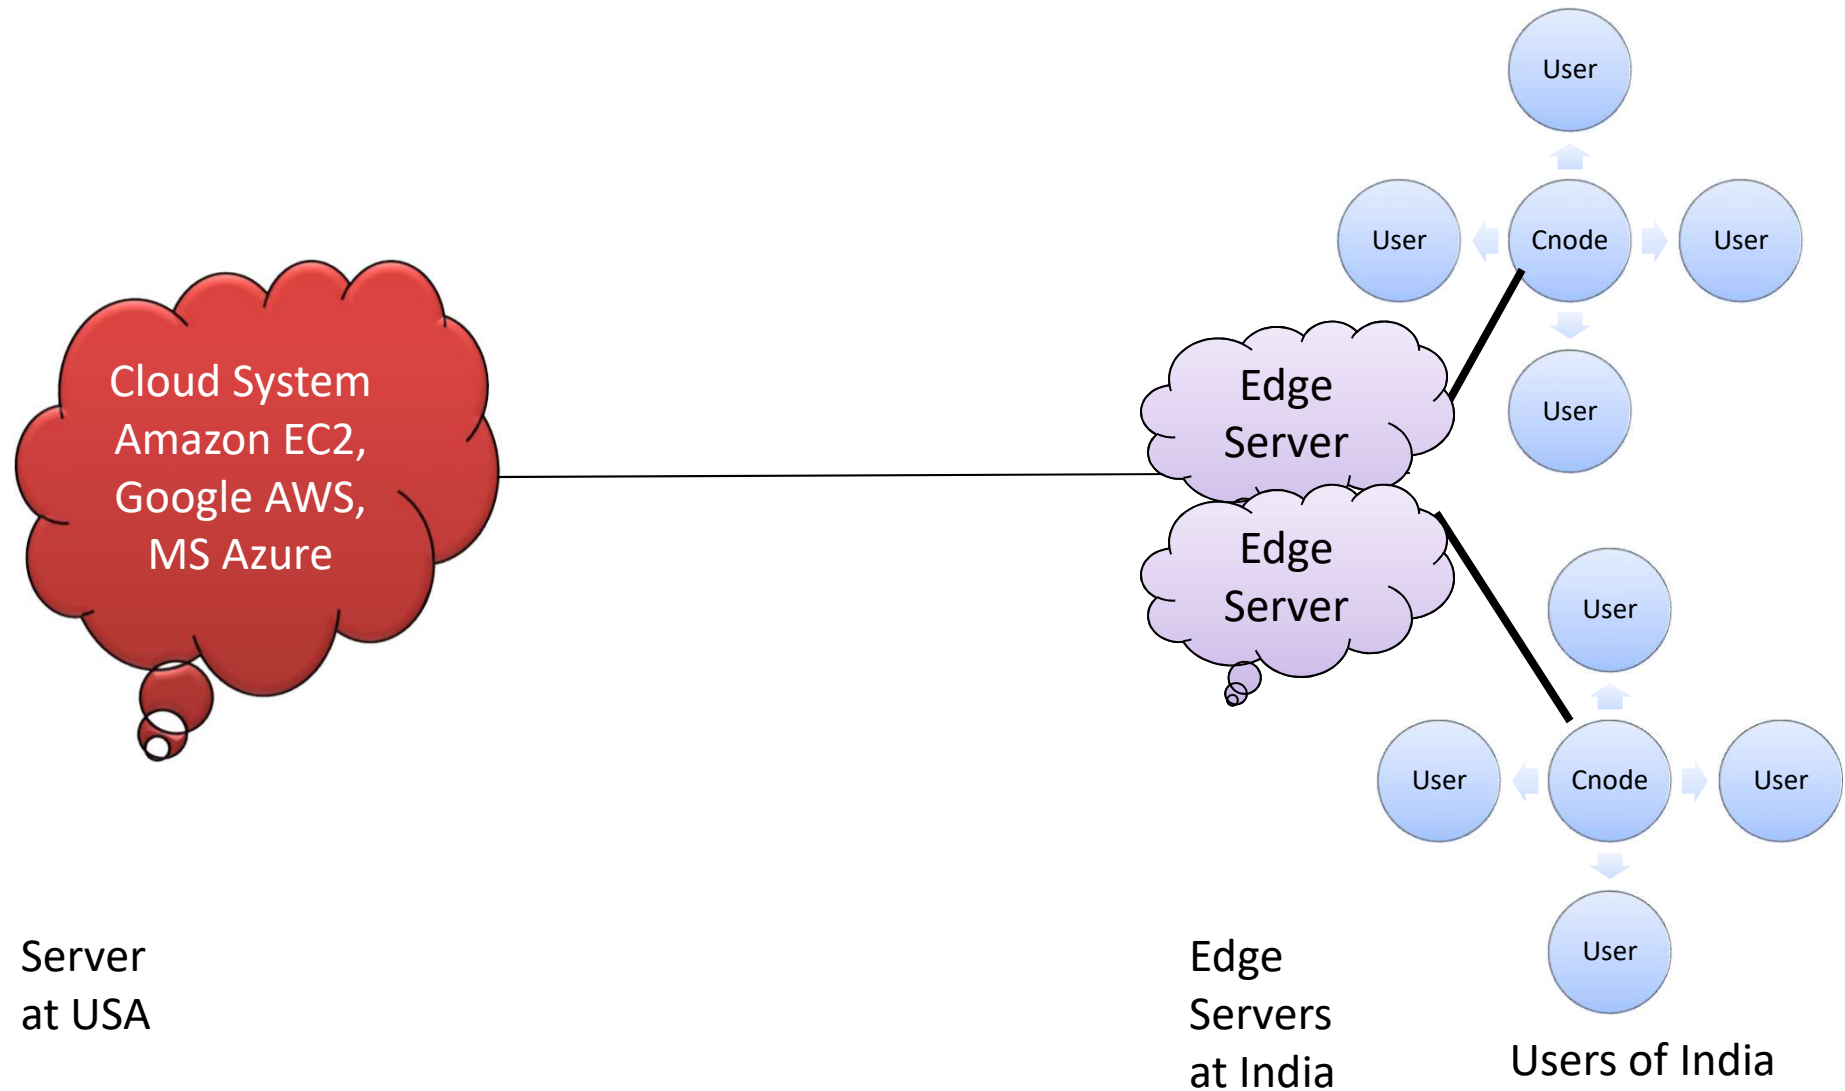 Cloud System
Amazon EC2,
Google AWS,
MS Azure
Server
at USA
Edge
Server
Edge
Server
Edge
Servers
at India
User
User
Cnode
User
User
User
User
Cnode
User
User
Users of India